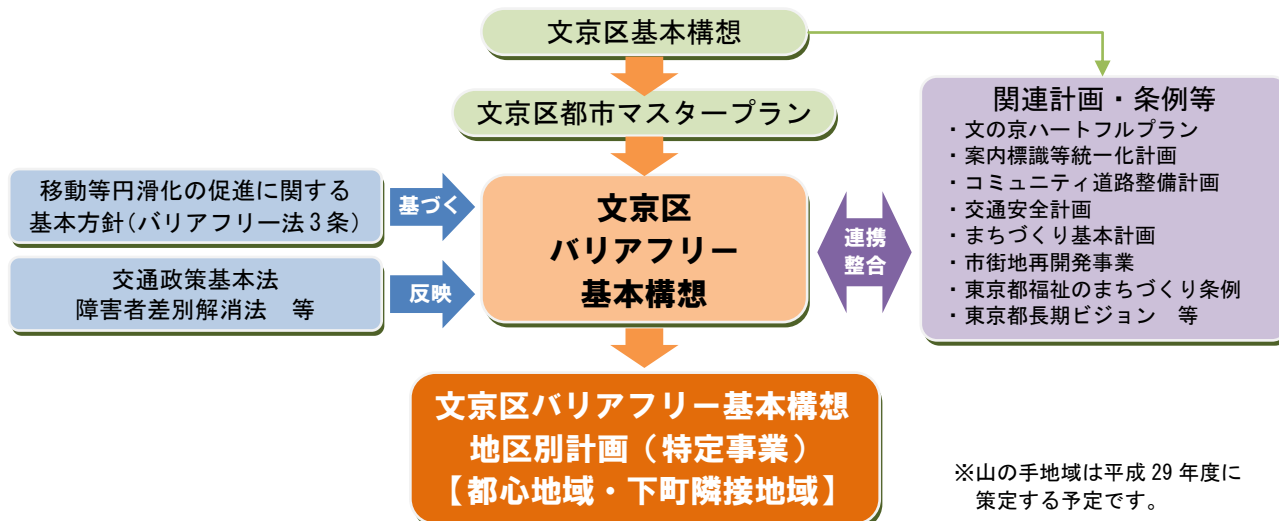 文京区基本構想
文京区都市マスタープラン
移動等円滑化の促進に関する
基本方針（バリアフリー法３条）
基づく
交通政策基本法
障害者差別解消法　等
反映
文京区
バリアフリー
基本構想
連携
整合
関連計画・条例等
・文の京ハートフルプラン
・案内標識等統一化計画
・コミュニティ道路整備計画
・交通安全計画
・まちづくり基本計画
・市街地再開発事業
・東京都福祉のまちづくり条例
・東京都長期ビジョン　等
文京区バリアフリー基本構想
地区別計画（特定事業）
【都心地域・下町隣接地域】
※山の手地域は平成 29 年度に
策定する予定です。